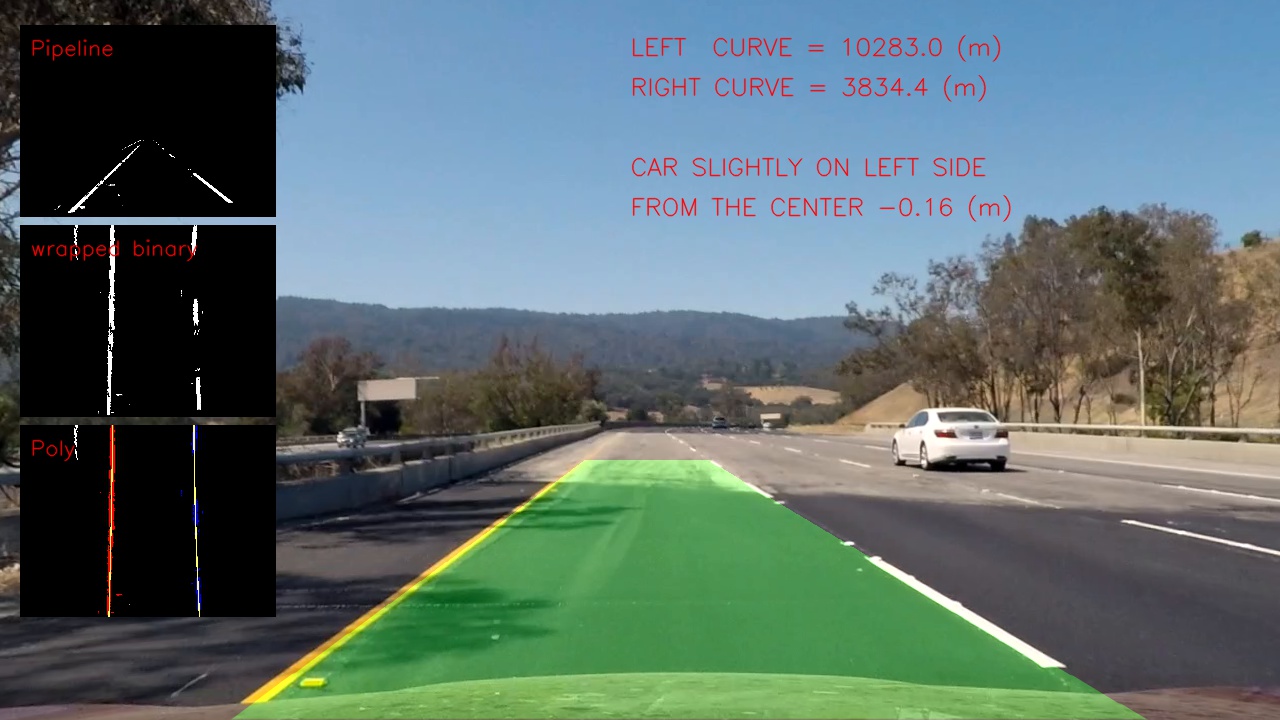 Pipeline
wrapped binary
Poly
LEFT CURVE = 10283.0 (m)
RIGHT CURVE = 3834.4 (m)
CAR SLIGHTLY ON LEFT SIDE
FROM THE CENTER -0.16 (m)